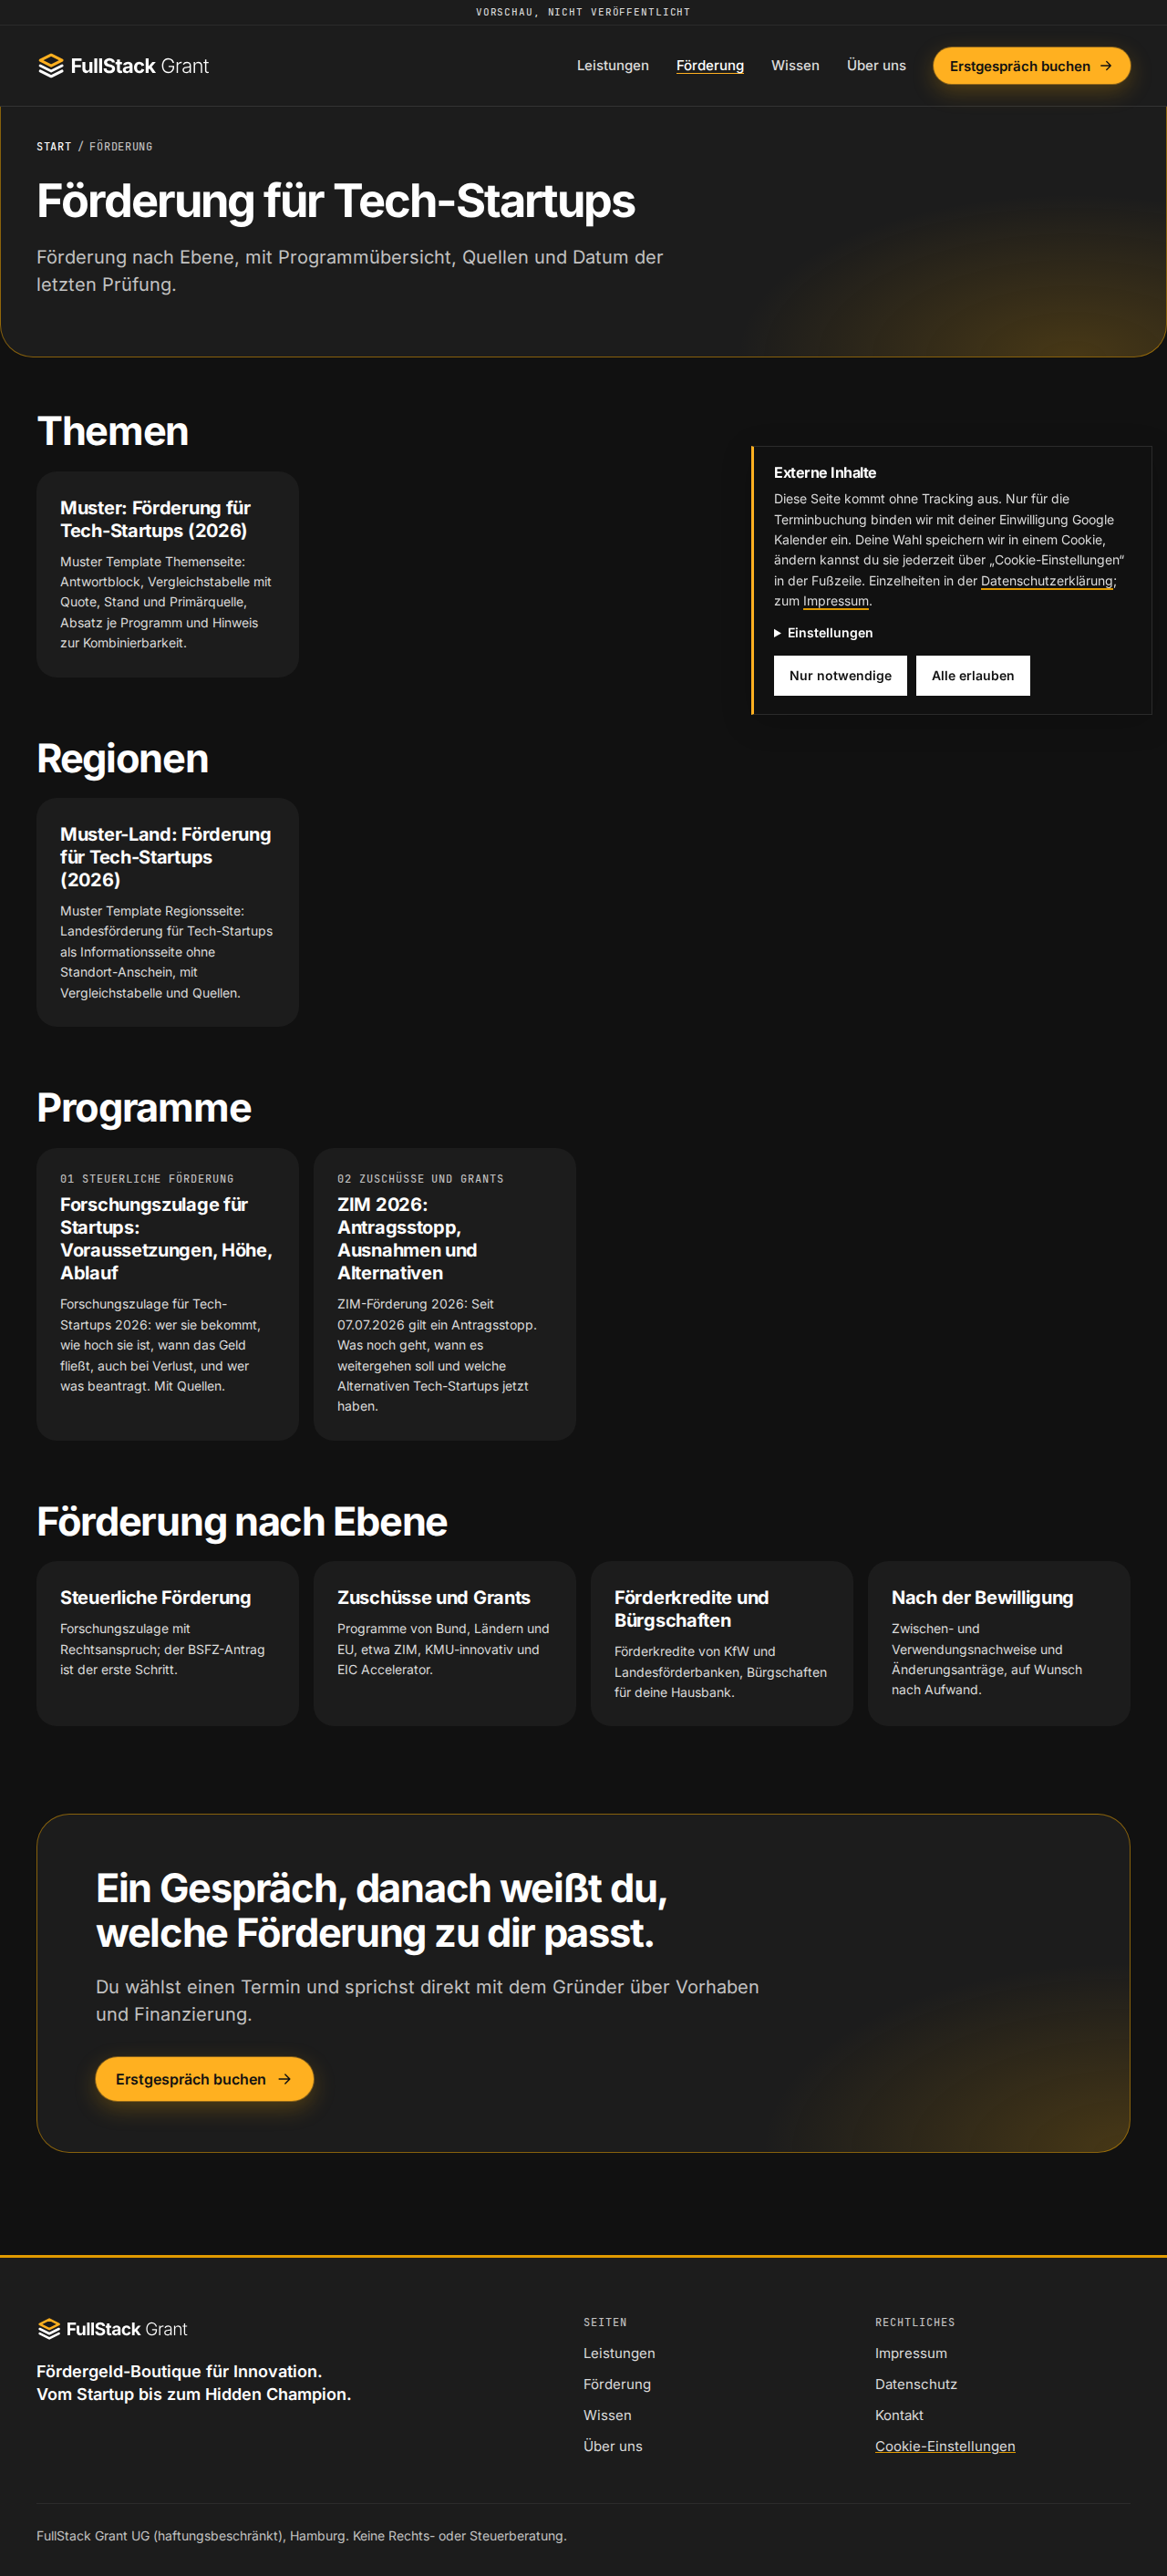 VORSCHAU, NICHT VERÖFFENTLICHT
FullStack Grant
Leistungen
Förderung
Wissen
Über uns
Erstgespräch buchen →
START / FÖRDERUNG
Förderung für Tech-Startups
Förderung nach Ebene, mit Programmübersicht, Quellen und Datum der
letzten Prüfung.
Themen
Muster: Förderung für
Tech-Startups (2026)
Muster Template Themenseite:
Antwortblock, Vergleichstabelle mit
Quote, Stand und Primärquelle,
Absatz je Programm und Hinweis
zur Kombinierbarkeit.
Externe Inhalte
Diese Seite kommt ohne Tracking aus. Nur für die
Terminbuchung binden wir mit deiner Einwilligung Google
Kalender ein. Deine Wahl speichern wir in einem Cookie,
ändern kannst du sie jederzeit über „Cookie-Einstellungen“
in der Fußzeile. Einzelheiten in der Datenschutzerklärung;
zum Impressum.
Einstellungen
Nur notwendige
Alle erlauben
Regionen
Muster-Land: Förderung
für Tech-Startups
(2026)
Muster Template Regionsseite:
Landesförderung für Tech-Startups
als Informationsseite ohne
Standort-Anschein, mit
Vergleichstabelle und Quellen.
Programme
01 STEUERLICHE FÖRDERUNG
Forschungszulage für
Startups:
Voraussetzungen, Höhe,
Ablauf
Forschungszulage für Tech-
Startups 2026: wer sie bekommt,
wie hoch sie ist, wann das Geld
fließt, auch bei Verlust, und wer
was beantragt. Mit Quellen.
02 ZUSCHÜSSE UND GRANTS
ZIM 2026:
Antragsstopp,
Ausnahmen und
Alternativen
ZIM-Förderung 2026: Seit
07.07.2026 gilt ein Antragsstopp.
Was noch geht, wann es
weitergehen soll und welche
Alternativen Tech-Startups jetzt
haben.
Förderung nach Ebene
Steuerliche Förderung
Forschungszulage mit
Rechtsanspruch; der BSFZ-Antrag
ist der erste Schritt.
Zuschüsse und Grants
Programme von Bund, Ländern und
EU, etwa ZIM, KMU-innovativ und
EIC Accelerator.
Förderkredite und
Bürgschaften
Förderkredite von KfW und
Landesförderbanken, Bürgschaften
für deine Hausbank.
Nach der Bewilligung
Zwischen- und
Verwendungsnachweise und
Änderungsanträge, auf Wunsch
nach Aufwand.
Ein Gespräch, danach weißt du,
welche Förderung zu dir passt.
Du wählst einen Termin und sprichst direkt mit dem Gründer über Vorhaben
und Finanzierung.
Erstgespräch buchen →
FullStack Grant
Fördergeld-Boutique für Innovation.
Vom Startup bis zum Hidden Champion.
SEITEN
Leistungen
Förderung
Wissen
Über uns
RECHTLICHES
Impressum
Datenschutz
Kontakt
Cookie-Einstellungen
FullStack Grant UG (haftungsbeschränkt), Hamburg. Keine Rechts- oder Steuerberatung.